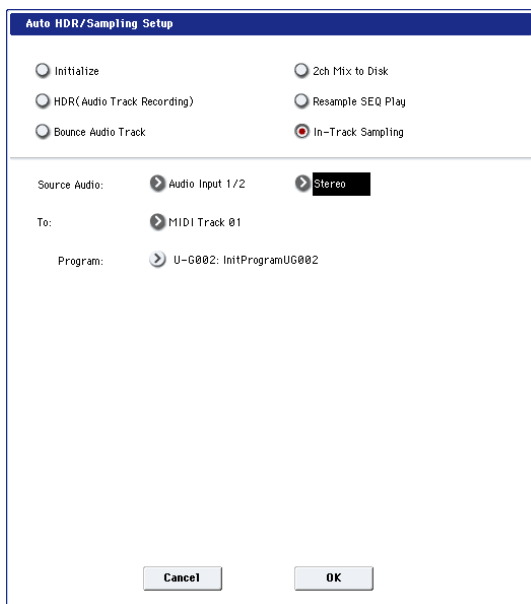 Auto HDR/Sampling Setup
Initialize
2ch Mix to Disk
HDR(Audio Track Recording)
Resample SEQ Play
Bounce Audio Track
In-Track Sampling
Source Audio: Audio Input 1/2 Stereo
To: MIDI Track 01
Program: U-G002: InitProgramUG002
Cancel OK